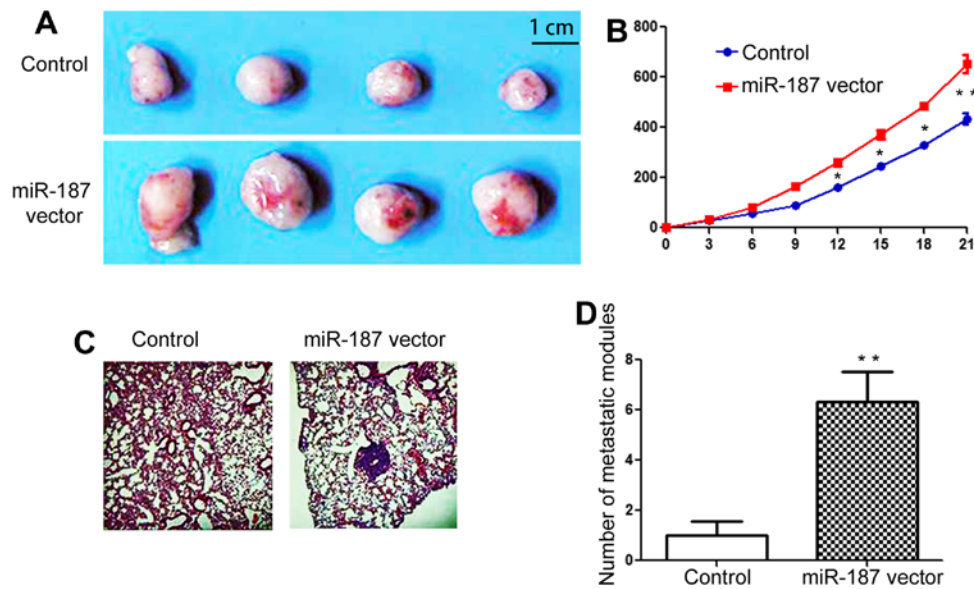 A
1 cm
Control
miR-187
vector
B
800
600
400
200
0
Control
miR-187 vector
*
*
*
* *
0 3 6 9 12 15 18 21
C
Control miR-187 vector
D
Number of metastatic modules
8
6
4
2
0
* *
Control miR-187 vector